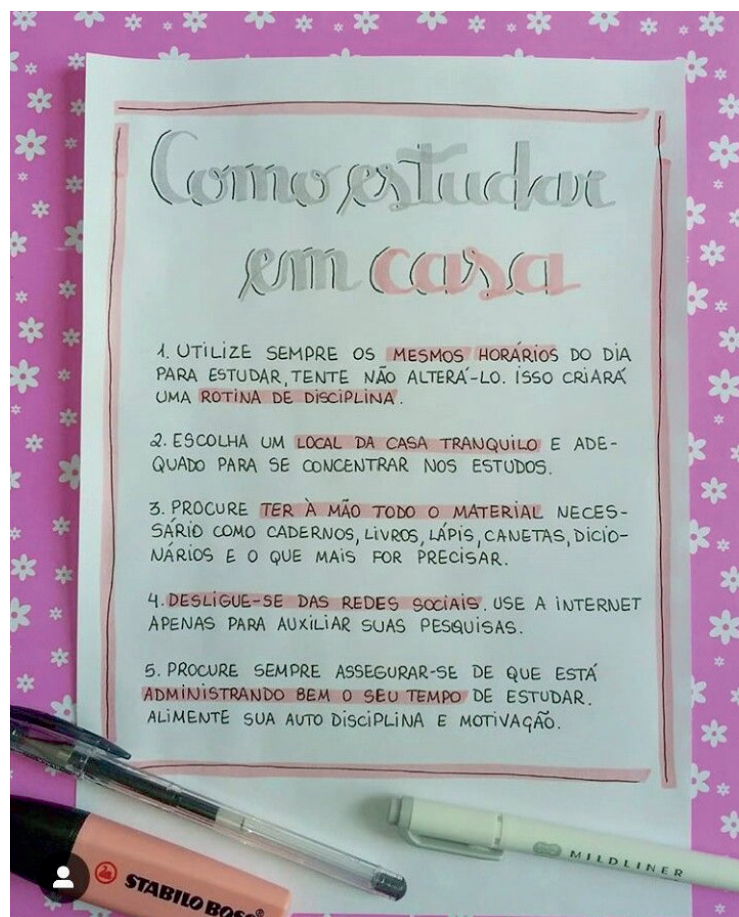 Como estudar
em casa
1. UTILIZE SEMPRE OS MESMOS HORÁRIOS DO DIA
PARA ESTUDAR, TENTE NÃO ALTERÁ-LO. ISSO CRIARÁ
UMA ROTINA DE DISCIPLINA.
2. ESCOLHA UM LOCAL DA CASA TRANQUILO E ADE-
QUADO PARA SE CONCENTRAR NOS ESTUDOS.
3. PROCURE TER À MÃO TODO O MATERIAL NECES-
SÁRIO COMO CADERNOS, LIVROS, LÁPIS, CANETAS, DICIO-
NÁRIOS E O QUE MAIS FOR PRECISAR.
4. DESLIGUE-SE DAS REDES SOCIAIS. USE A INTERNET
APENAS PARA AUXILIAR SUAS PESQUISAS.
5. PROCURE SEMPRE ASSEGURAR-SE DE QUE ESTÁ
ADMINISTRANDO BEM O SEU TEMPO DE ESTUDAR.
ALIMENTE SUA AUTO DISCIPLINA E MOTIVAÇÃO.
MILDLINER
STABILO BOSS